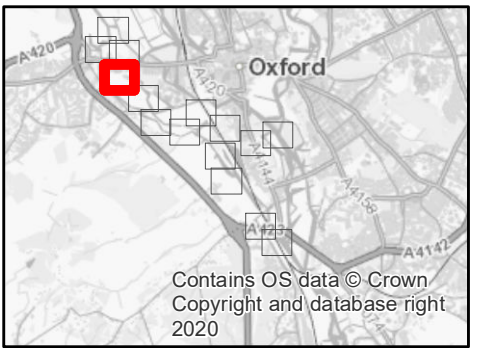 A420
Oxford
A420
A4144
A4158
A423
A4142
Contains OS data © Crown
Copyright and database right
2020